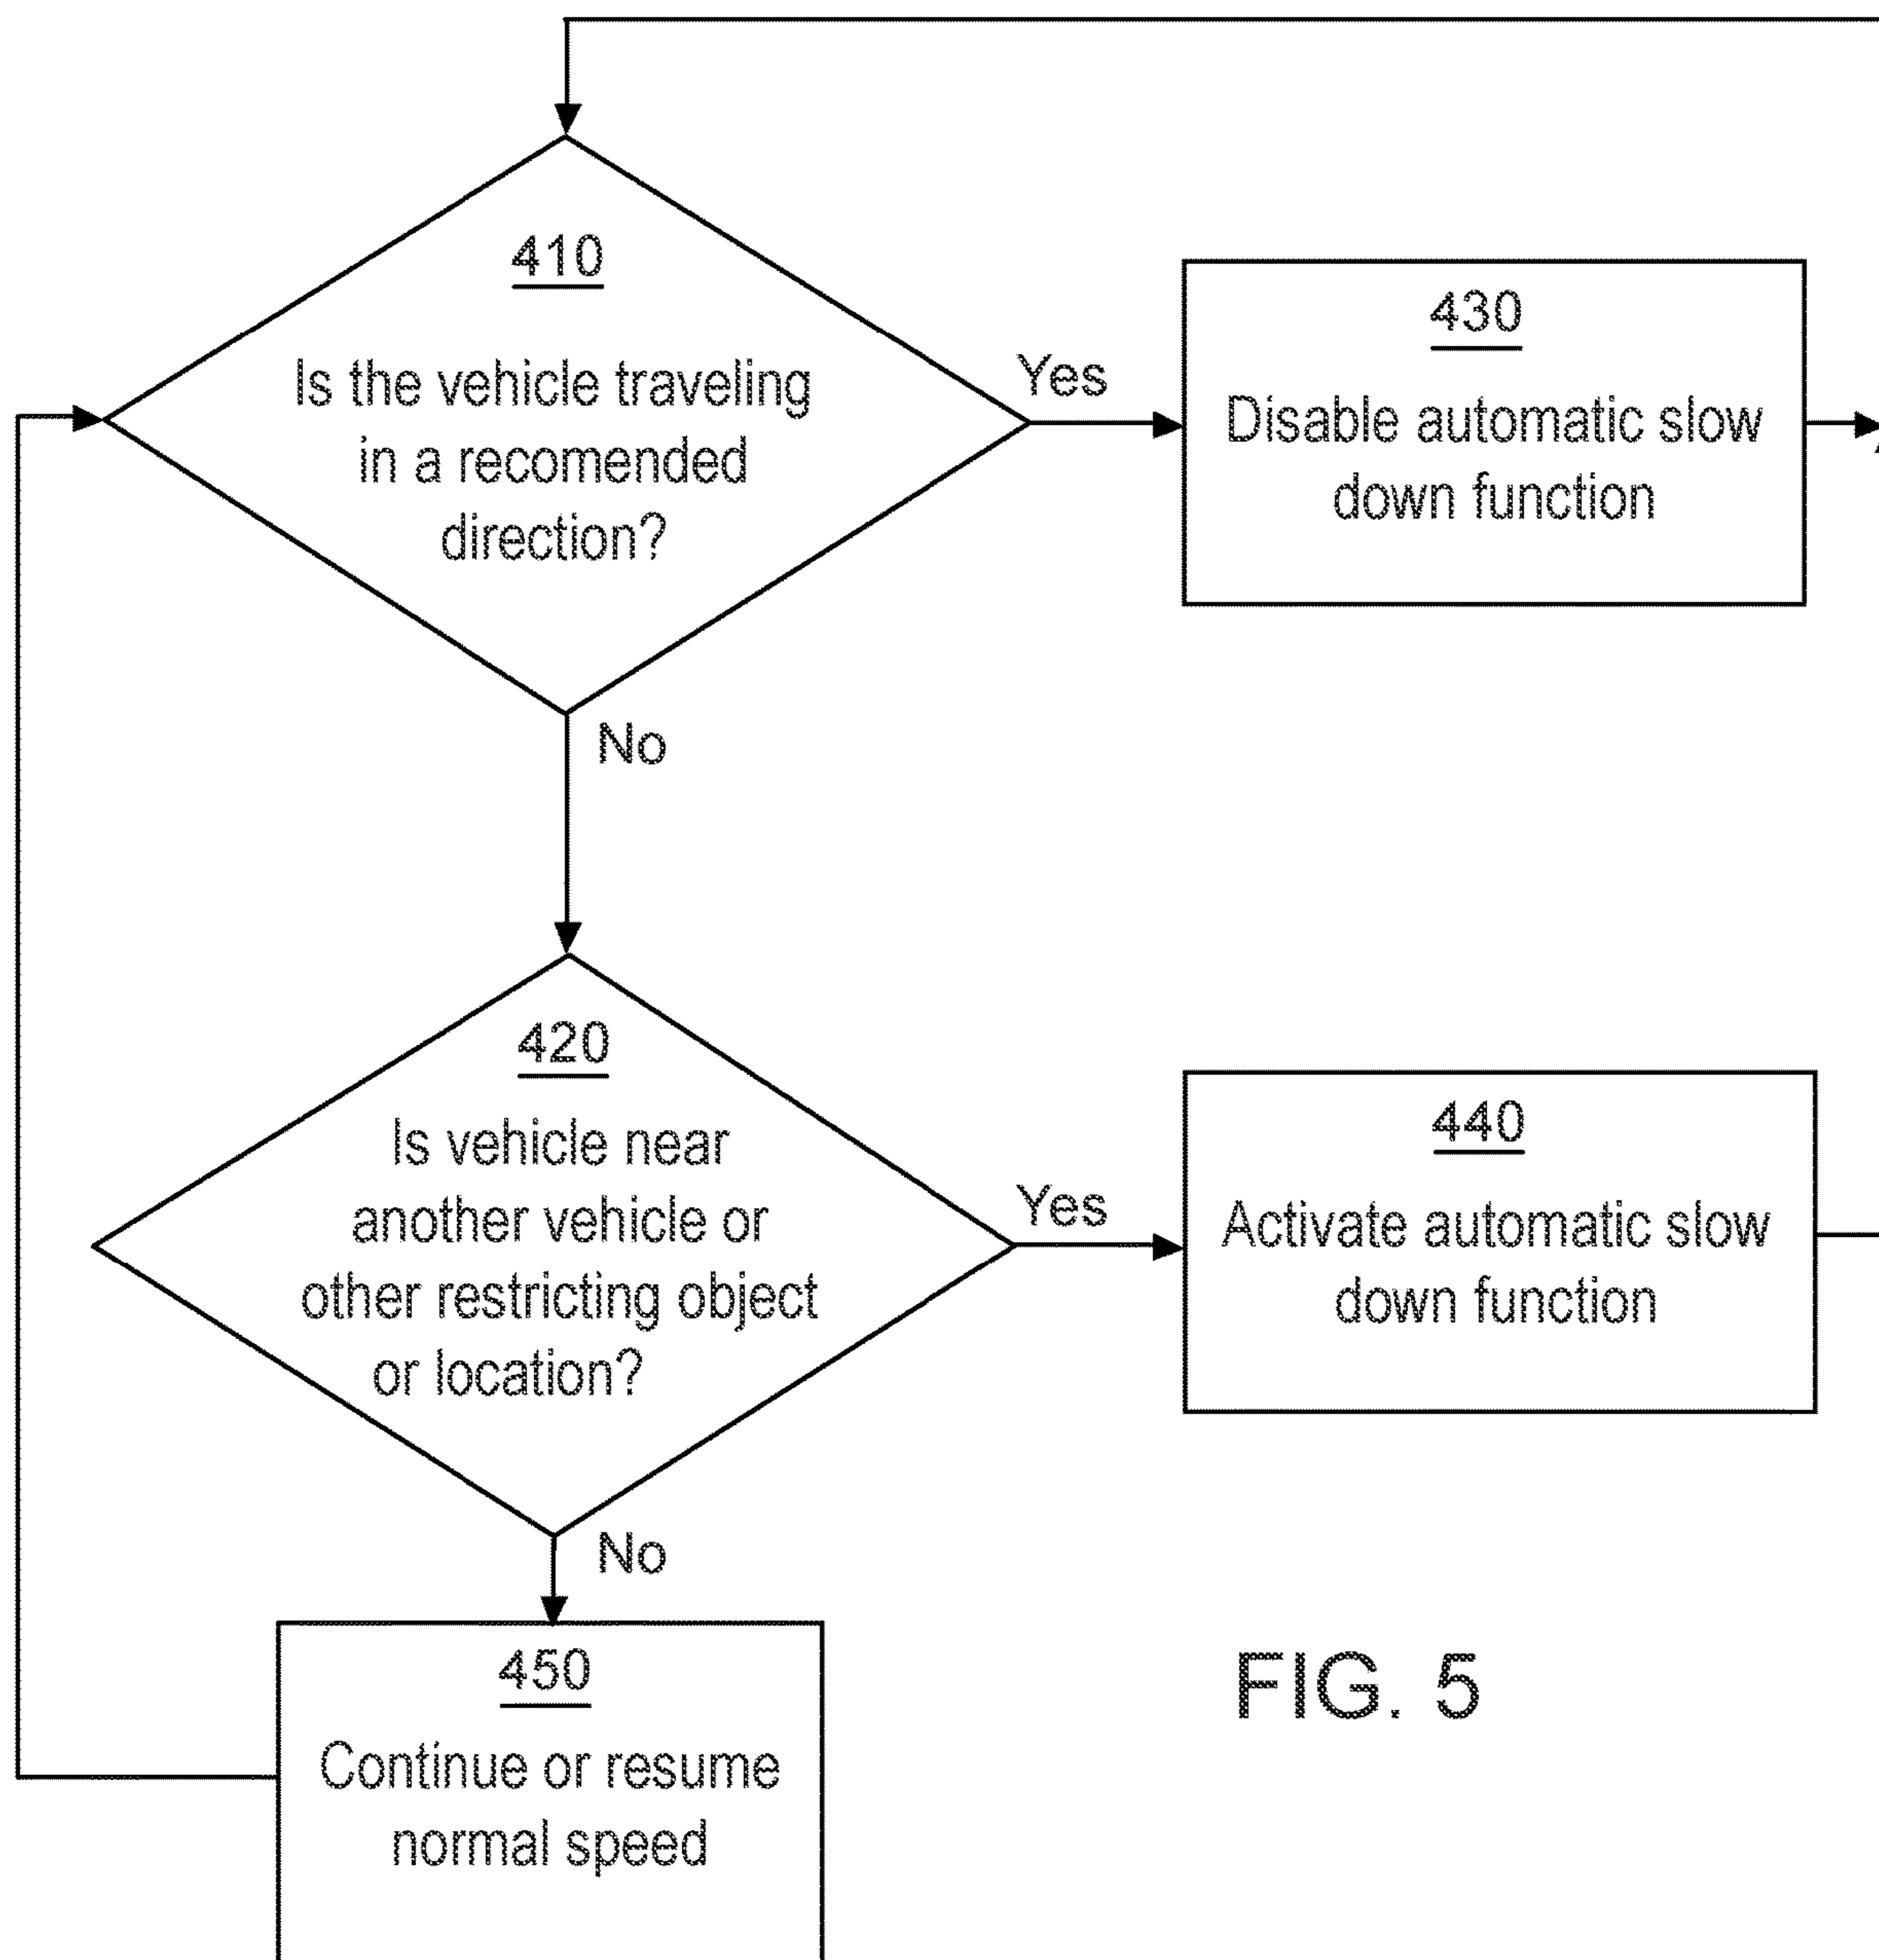 410
Is the vehicle traveling
in a recomended
direction?
Yes
430
Disable automatic slow
down function
No
420
Is vehicle near
another vehicle or
other restricting object
or location?
Yes
440
Activate automatic slow
down function
No
450
Continue or resume
normal speed
FIG. 5